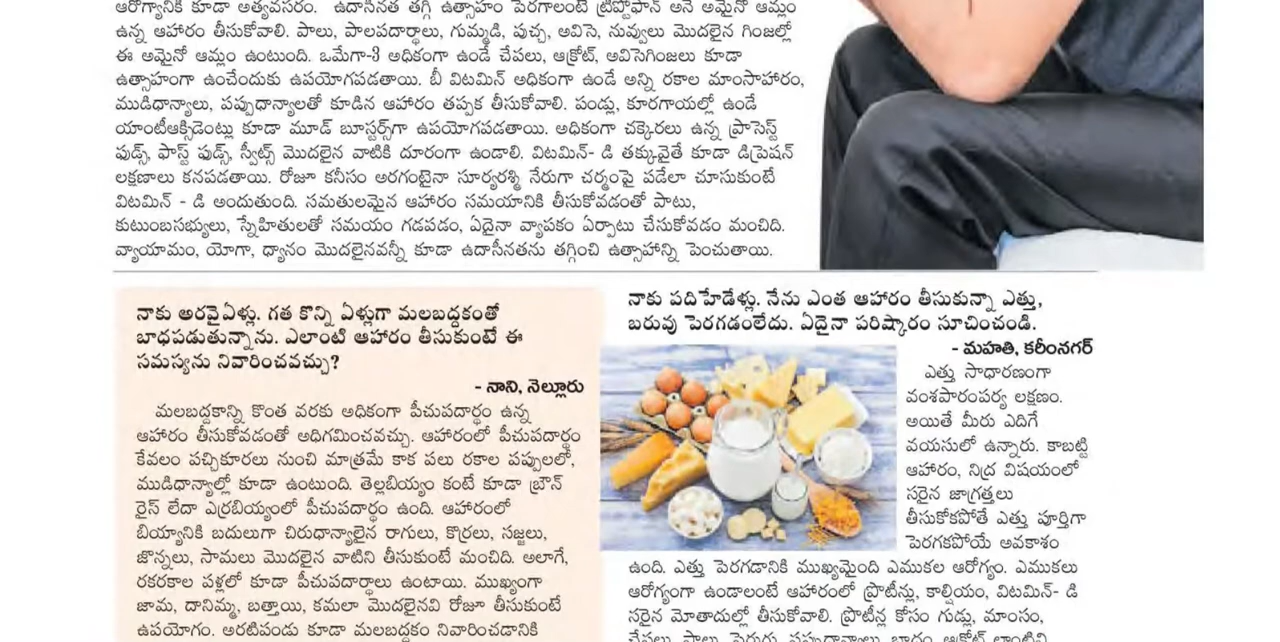 ఆరోగ్యానికి కూడా అత్యవసరం. ఉదాసీనత తగ్గి ఉత్సాహం పెరగాలంటే ట్రిప్టోఫాన్ అనే అమైనో ఆమ్లం
ఉన్న ఆహారం తీసుకోవాలి. పాలు, పాలపదార్థాలు, గుమ్మడి, పుచ్చ, అవిసె, నువ్వులు మొదలైన గింజల్లో
ఈ అమైనో ఆమ్లం ఉంటుంది. ఒమేగా-3 అధికంగా ఉండే చేపలు, ఆక్రోట్, అవిసెగింజలు కూడా
ఉత్సాహంగా ఉంచేందుకు ఉపయోగపడతాయి. బీ విటమిన్ అధికంగా ఉండే అన్ని రకాల మాంసాహారం,
ముడిధాన్యాలు, పప్పుధాన్యాలతో కూడిన ఆహారం తప్పక తీసుకోవాలి. పండ్లు, కూరగాయల్లో ఉండే
యాంటీఆక్సిడెంట్లు కూడా మూడ్ బూస్టర్స్‌గా ఉపయోగపడతాయి. అధికంగా చక్కెరలు ఉన్న ప్రాసెస్డ్
ఫుడ్స్, ఫాస్ట్ ఫుడ్స్, స్వీట్స్ మొదలైన వాటికి దూరంగా ఉండాలి. విటమిన్- డి తక్కువైతే కూడా డిప్రెషన్
లక్షణాలు కనపడతాయి. రోజూ కనీసం అరగంటైనా సూర్యరశ్మి నేరుగా చర్మంపై పడేలా చూసుకుంటే
విటమిన్ - డి అందుతుంది. సమతులమైన ఆహారం సమయానికి తీసుకోవడంతో పాటు,
కుటుంబసభ్యులు, స్నేహితులతో సమయం గడపడం, ఏదైనా వ్యాపకం ఏర్పాటు చేసుకోవడం మంచిది.
వ్యాయామం, యోగా, ధ్యానం మొదలైనవన్నీ కూడా ఉదాసీనతను తగ్గించి ఉత్సాహాన్ని పెంచుతాయి.
నాకు అరవైఏళ్లు. గత కొన్ని ఏళ్లుగా మలబద్దకంతో
బాధపడుతున్నాను. ఎలాంటి ఆహారం తీసుకుంటే ఈ
సమస్యను నివారించవచ్చు?
- నాని, నెల్లూరు
మలబద్దకాన్ని కొంత వరకు అధికంగా పీచుపదార్థం ఉన్న
ఆహారం తీసుకోవడంతో అధిగమించవచ్చు. ఆహారంలో పీచుపదార్థం
కేవలం పచ్చికూరలు నుంచి మాత్రమే కాక పలు రకాల పప్పులలో,
ముడిధాన్యాల్లో కూడా ఉంటుంది. తెల్లబియ్యం కంటే కూడా బ్రౌన్
రైస్ లేదా ఎర్రబియ్యంలో పీచుపదార్థం ఉంది. ఆహారంలో
బియ్యానికి బదులుగా చిరుధాన్యాలైన రాగులు, కొర్రలు, సజ్జలు,
జొన్నలు, సామలు మొదలైన వాటిని తీసుకుంటే మంచిది. అలాగే,
రకరకాల పళ్లలో కూడా పీచుపదార్థాలు ఉంటాయి. ముఖ్యంగా
జామ, దానిమ్మ, బత్తాయి, కమలా మొదలైనవి రోజూ తీసుకుంటే
ఉపయోగం. అరటిపండు కూడా మలబద్దకం నివారించడానికి
నాకు పదిహేడేళ్లు. నేను ఎంత ఆహారం తీసుకున్నా ఎత్తు,
బరువు పెరగడంలేదు. ఏదైనా పరిష్కారం సూచించండి.
- మహతి, కరీంనగర్
ఎత్తు సాధారణంగా
వంశపారంపర్య లక్షణం.
అయితే మీరు ఎదిగే
వయసులో ఉన్నారు. కాబట్టి
ఆహారం, నిద్ర విషయంలో
సరైన జాగ్రత్తలు
తీసుకోకపోతే ఎత్తు పూర్తిగా
పెరగకపోయే అవకాశం
ఉంది. ఎత్తు పెరగడానికి ముఖ్యమైంది ఎముకల ఆరోగ్యం. ఎముకలు
ఆరోగ్యంగా ఉండాలంటే ఆహారంలో ప్రొటీన్లు, కాల్షియం, విటమిన్- డి
సరైన మోతాదుల్లో తీసుకోవాలి. ప్రొటీన్ల కోసం గుడ్లు, మాంసం,
చేపలు, పాలు, పెరుగు, పప్పుధాన్యాలు, బాదం, ఆక్రోట్ లాంటివి